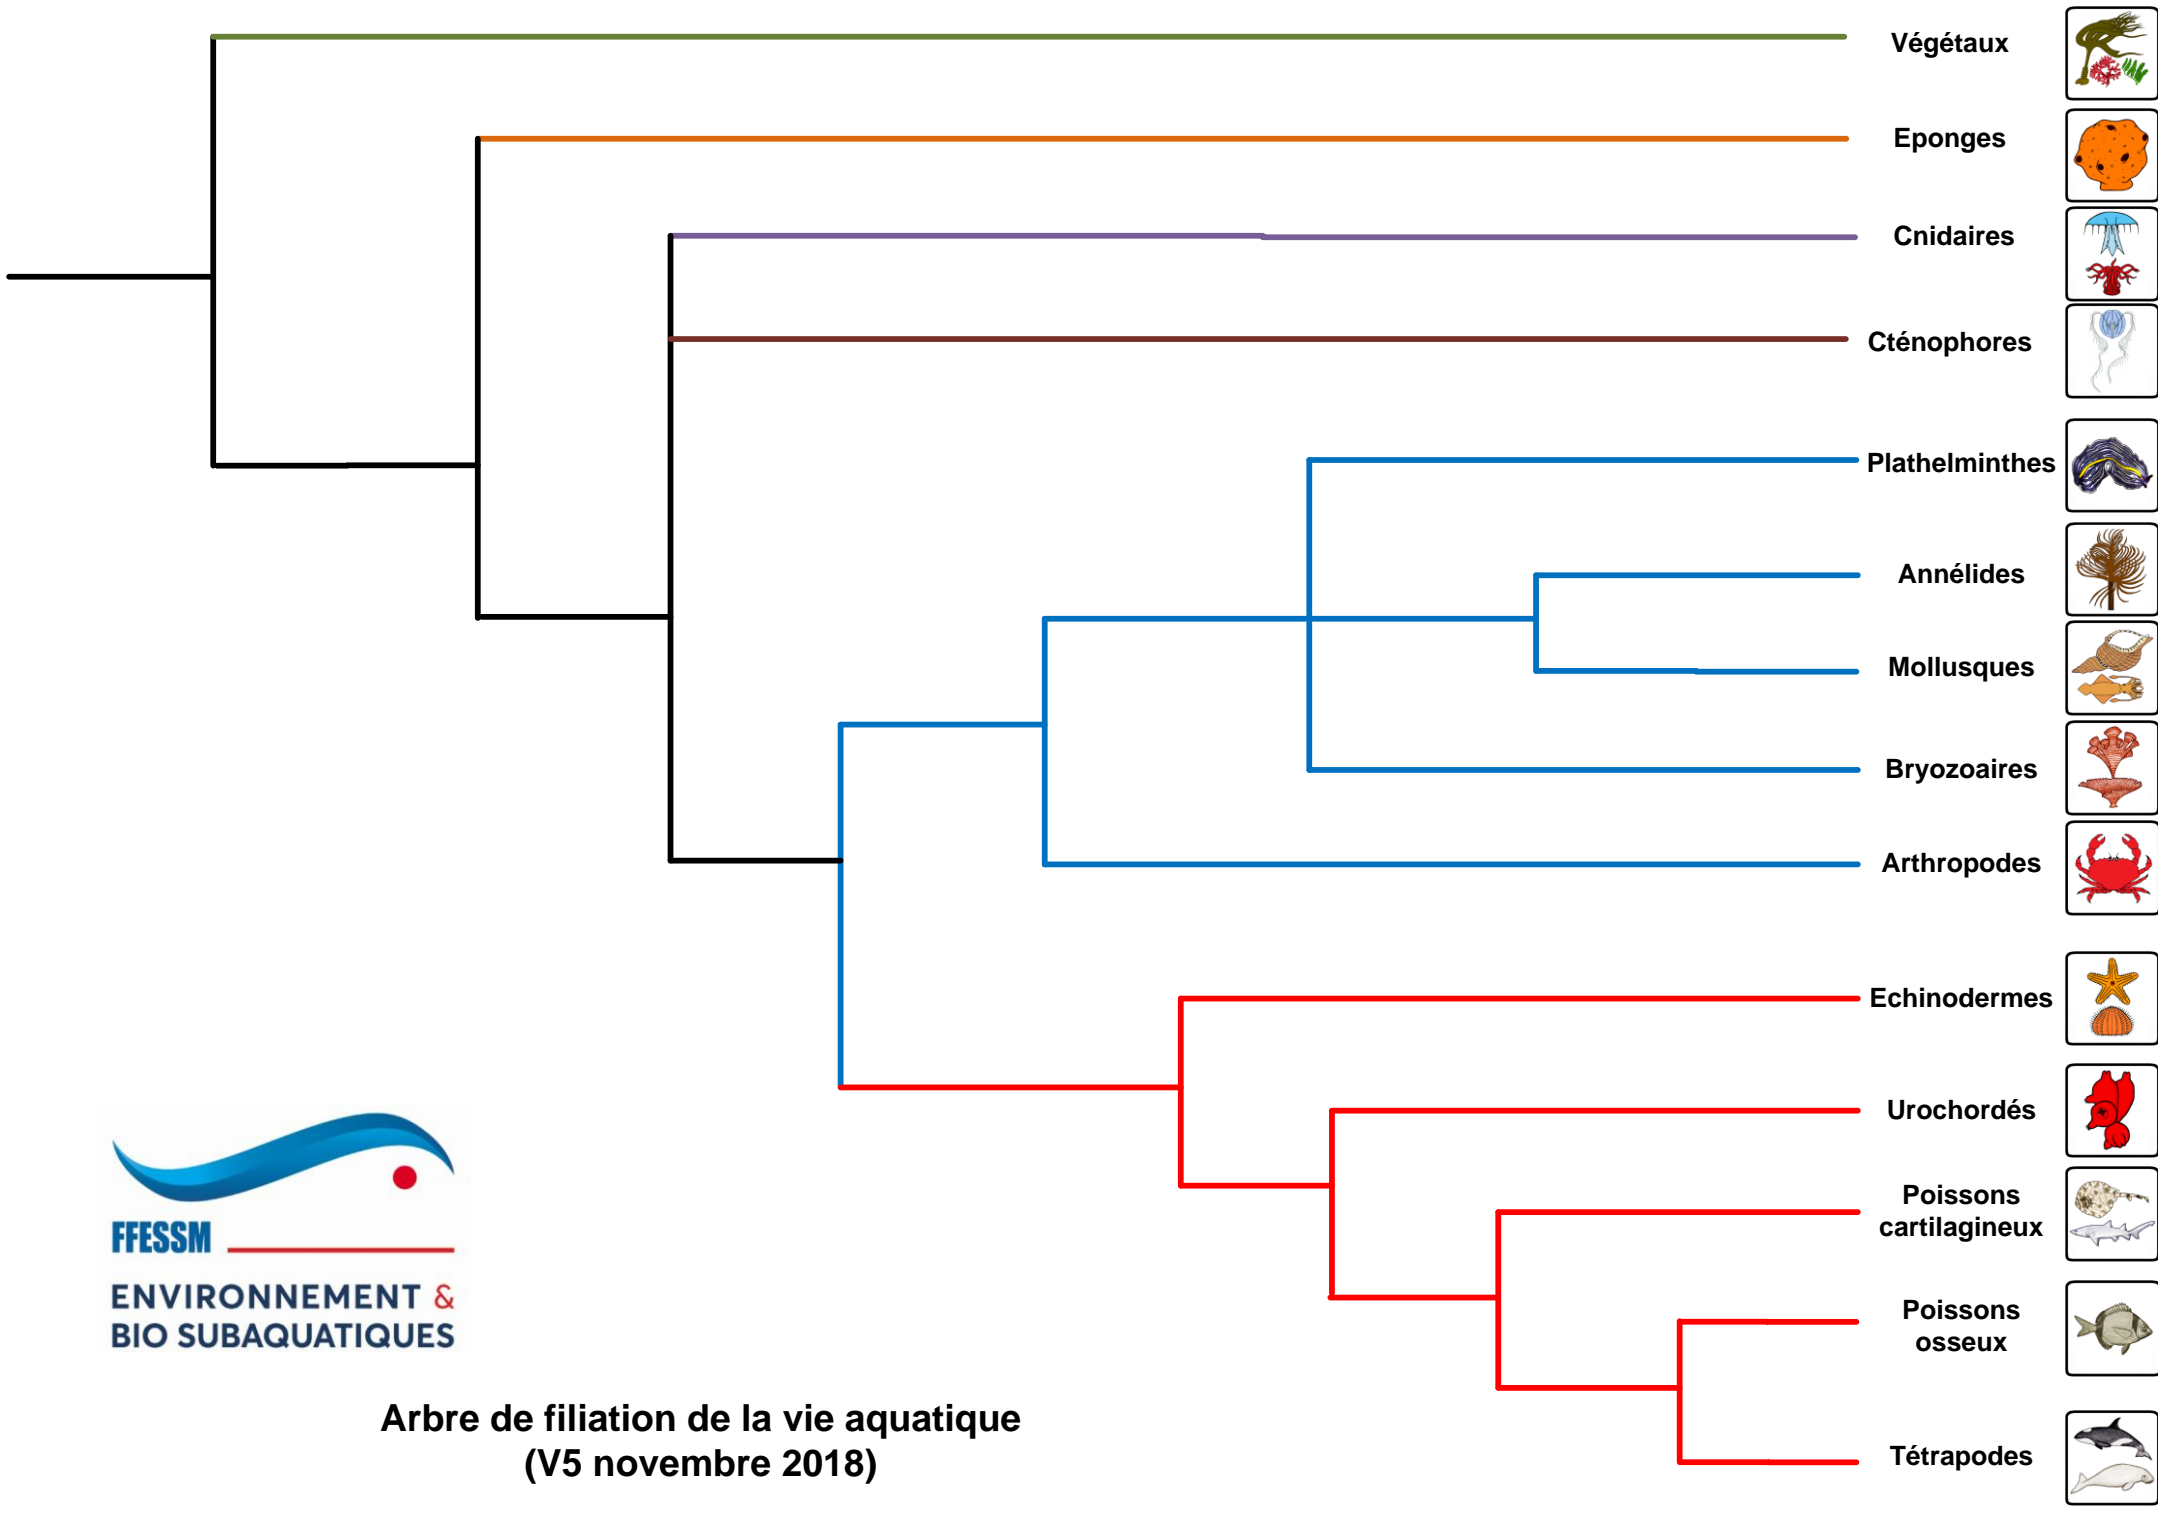 Végétaux
Eponges
Cnidaires
Cténophores
Plathelminthes
Annélides
Mollusques
Bryozoaires
Arthropodes
Echinodermes
Urochordés
Poissons
cartilagineux
Poissons
osseux
Tétrapodes
FFESSM
ENVIRONNEMENT &
BIO SUBAQUATIQUES
Arbre de filiation de la vie aquatique
(V5 novembre 2018)